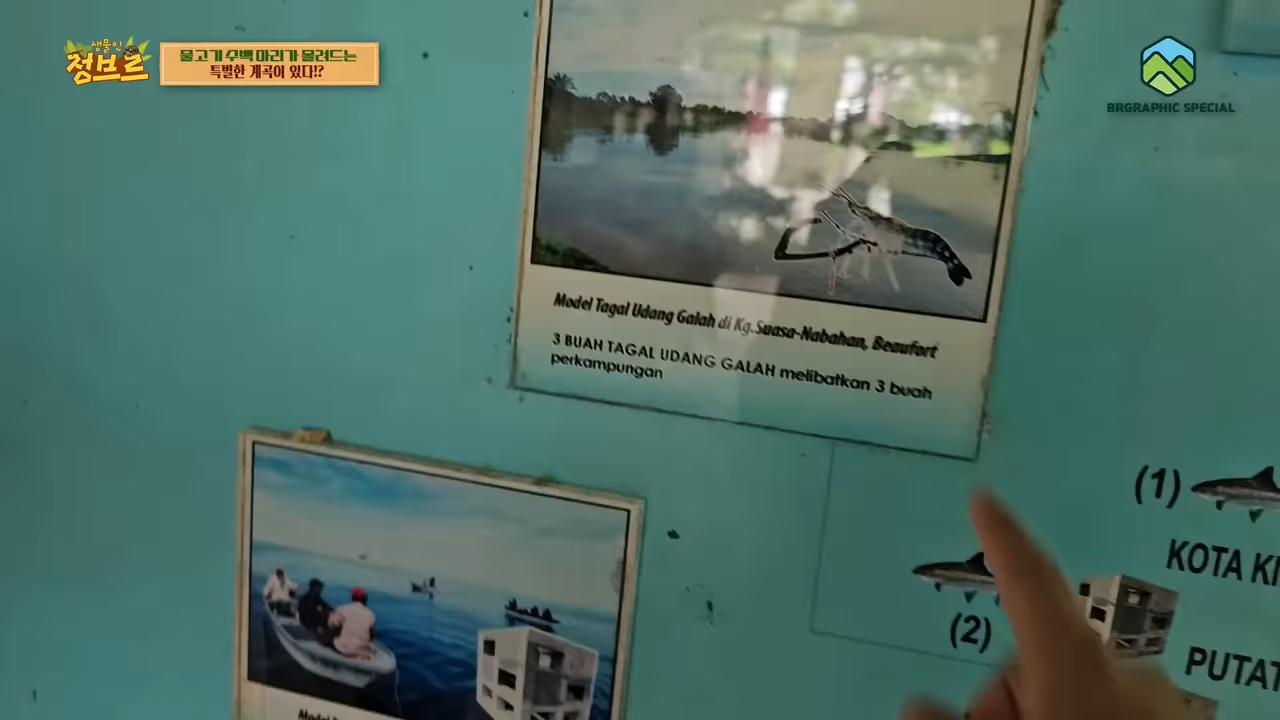 생물인
정브르
물고기 수백 마리가 몰려드는
특별한 계곡이 있다!?
BRGRAPHIC SPECIAL
Model Tagal Udang Galah di Kg.Suasa-Nabahan, Beaufort
3 BUAH TAGAL UDANG GALAH melibatkan 3 buah
perkampungan
(1)
KOTA KI
(2)
PUTAT